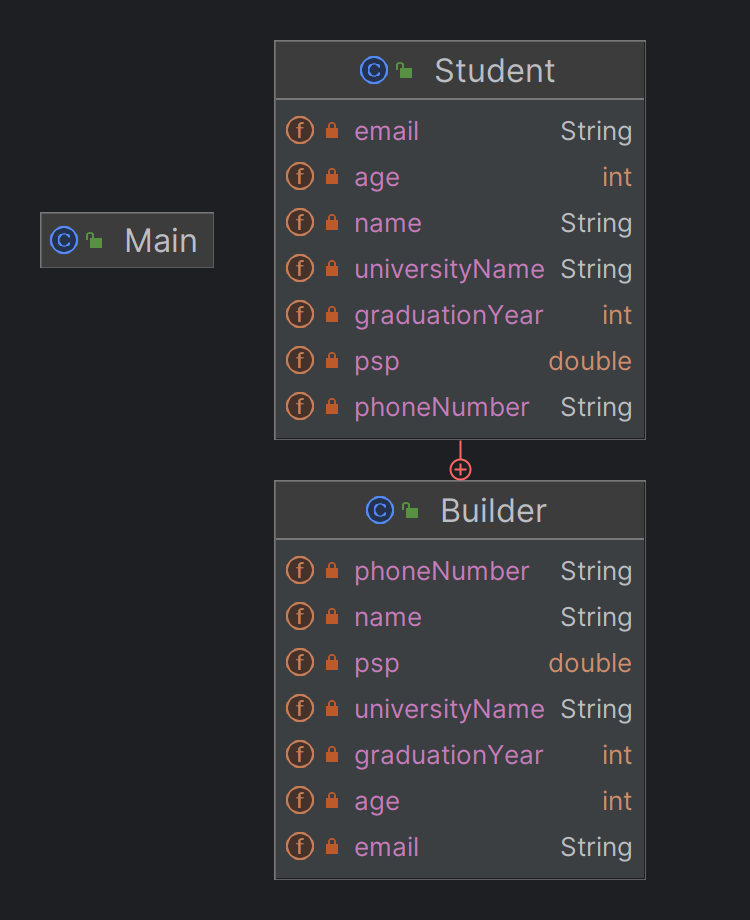 Student
email String
age int
name String
universityName String
graduationYear int
psp double
phoneNumber String
Main
Builder
phoneNumber String
name String
psp double
universityName String
graduationYear int
age int
email String